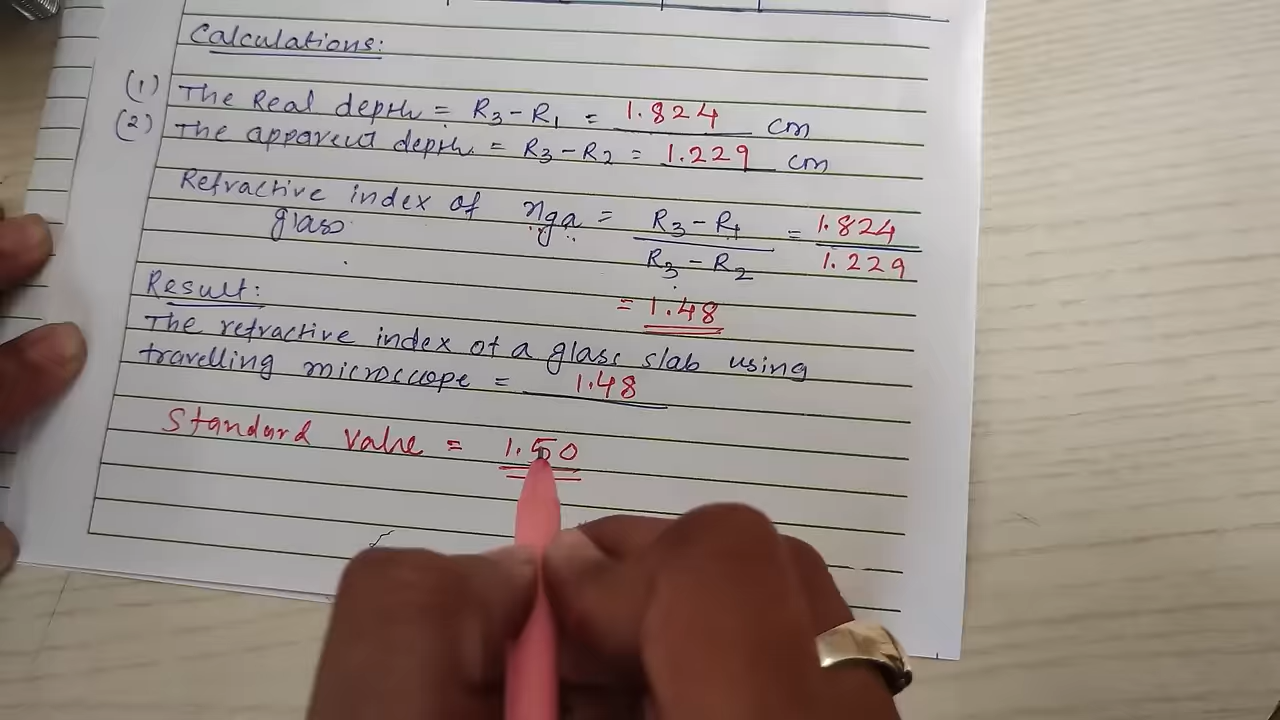 Calculations:
(1) The Real depth = R3 - R1 = 1.824 cm
(2) The apparent depth = R3 - R2 = 1.229 cm
Refractive index of glass nga = R3 - R1 / R3 - R2 = 1.824 / 1.229
= 1.48
Result:
The refractive index of a glass slab using
travelling microscope = 1.48
Standard value = 1.50